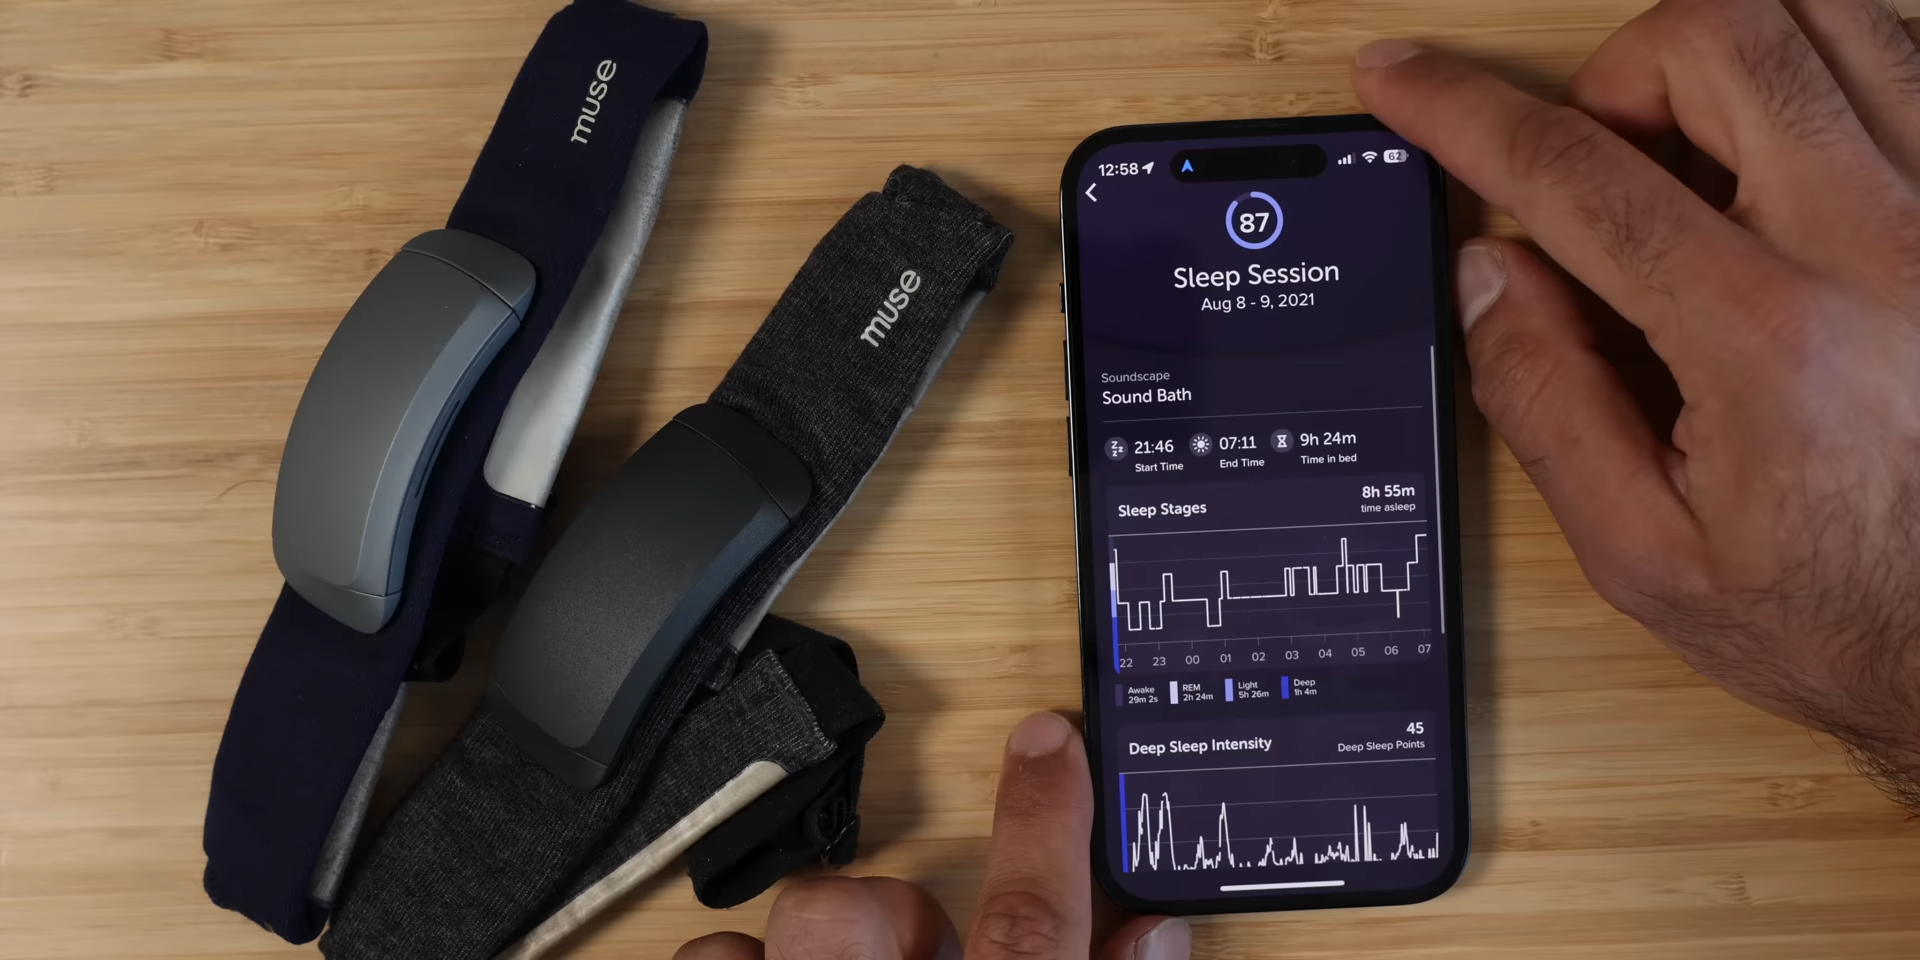 muse
muse
12:58
62
87
Sleep Session
Aug 8 - 9, 2021
Soundscape
Sound Bath
21:46
Start Time
07:11
End Time
9h 24m
Time in bed
Sleep Stages
8h 55m
time asleep
22 23 00 01 02 03 04 05 06 07
Awake
29m 2s
REM
2h 24m
Light
5h 26m
Deep
1h 4m
Deep Sleep Intensity
45
Deep Sleep Points